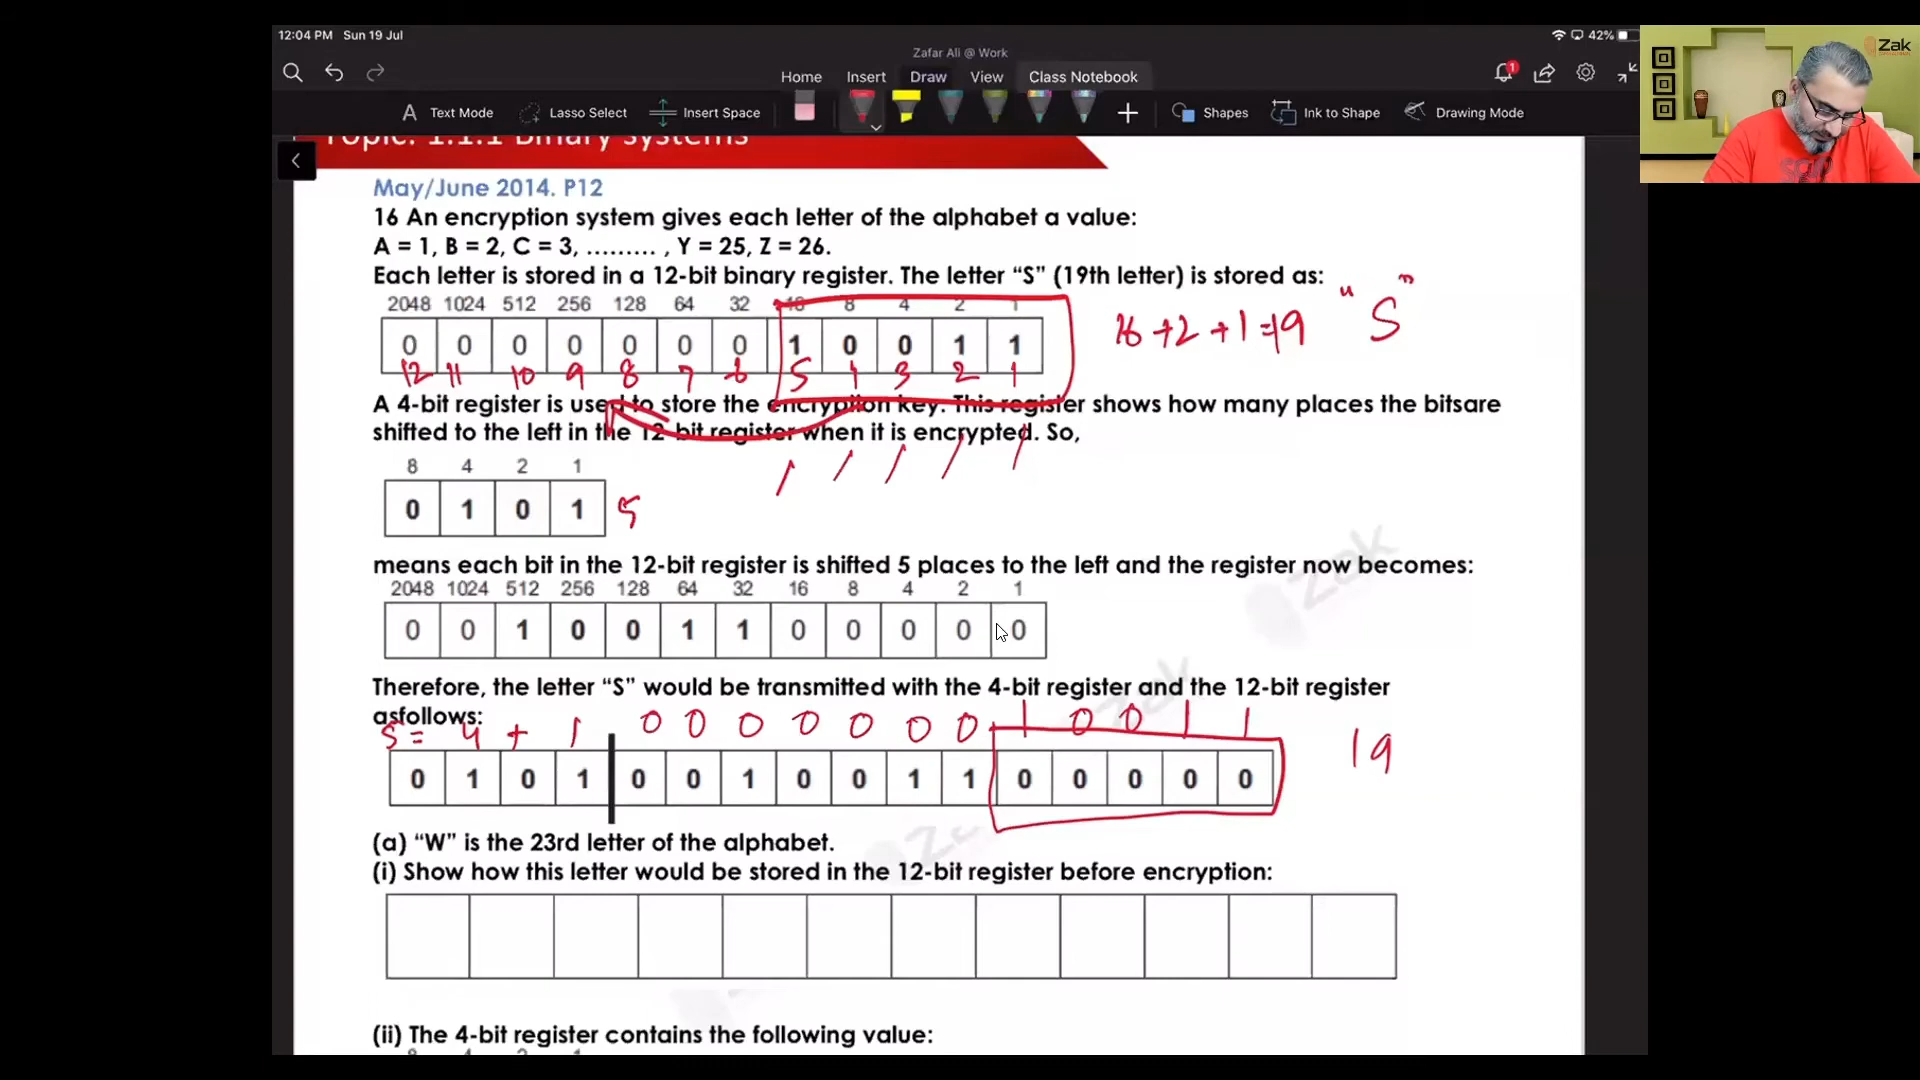 12:04 PM Sun 19 Jul
42%
Zafar Ali @ Work
Zak
Home Insert Draw View Class Notebook
1
Text Mode Lasso Select Insert Space Shapes Ink to Shape Drawing Mode
Topic: 1.1.1 Binary Systems
May/June 2014. P12
16 An encryption system gives each letter of the alphabet a value:
A = 1, B = 2, C = 3, ……… , Y = 25, Z = 26.
Each letter is stored in a 12-bit binary register. The letter “S” (19th letter) is stored as:
2048 1024 512 256 128 64 32 16 8 4 2 1
0 0 0 0 0 0 0 1 0 0 1 1
16 + 2 + 1 = 19 "S"
12 11 10 9 8 7 6 5 4 3 2 1
A 4-bit register is used to store the encryption key. This register shows how many places the bitsare
shifted to the left in the 12-bit register when it is encrypted. So,
8 4 2 1
0 1 0 1 5
means each bit in the 12-bit register is shifted 5 places to the left and the register now becomes:
2048 1024 512 256 128 64 32 16 8 4 2 1
0 0 1 0 0 1 1 0 0 0 0 0
Therefore, the letter “S” would be transmitted with the 4-bit register and the 12-bit register
asfollows:
5 = 4 + 1 0 0 0 0 0 0 0 1 0 0 1 1 19
0 1 0 1 0 0 1 0 0 1 1 0 0 0 0 0
(a) “W” is the 23rd letter of the alphabet.
(i) Show how this letter would be stored in the 12-bit register before encryption:
(ii) The 4-bit register contains the following value:
8 4 2 1